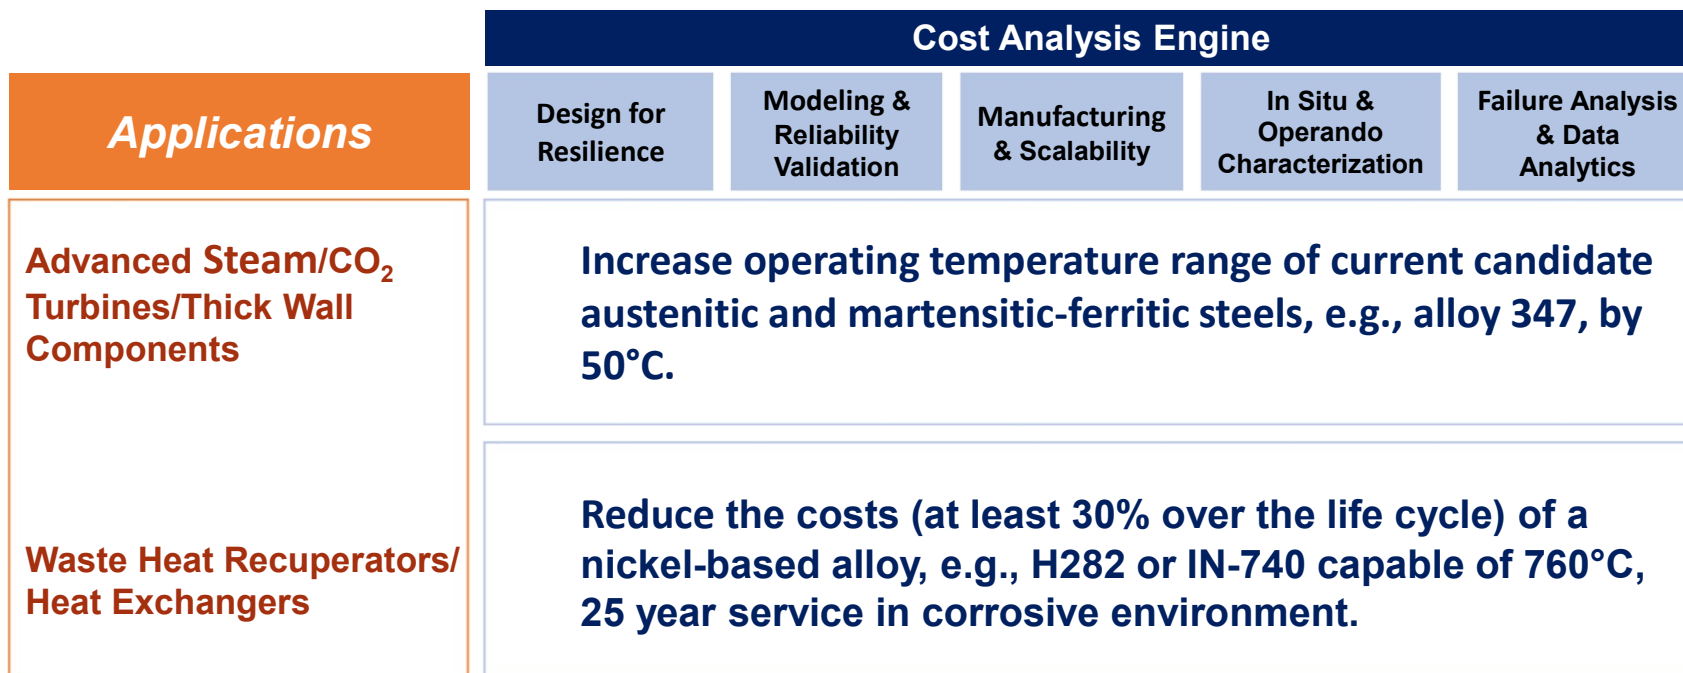 Cost Analysis Engine
Applications
Design for
Resilience
Modeling &
Reliability
Validation
Manufacturing
& Scalability
In Situ &
Operando
Characterization
Failure Analysis
& Data
Analytics
Advanced Steam/CO₂
Turbines/Thick Wall
Components
Increase operating temperature range of current candidate
austenitic and martensitic-ferritic steels, e.g., alloy 347, by
50°C.
Waste Heat Recuperators/
Heat Exchangers
Reduce the costs (at least 30% over the life cycle) of a
nickel-based alloy, e.g., H282 or IN-740 capable of 760°C,
25 year service in corrosive environment.